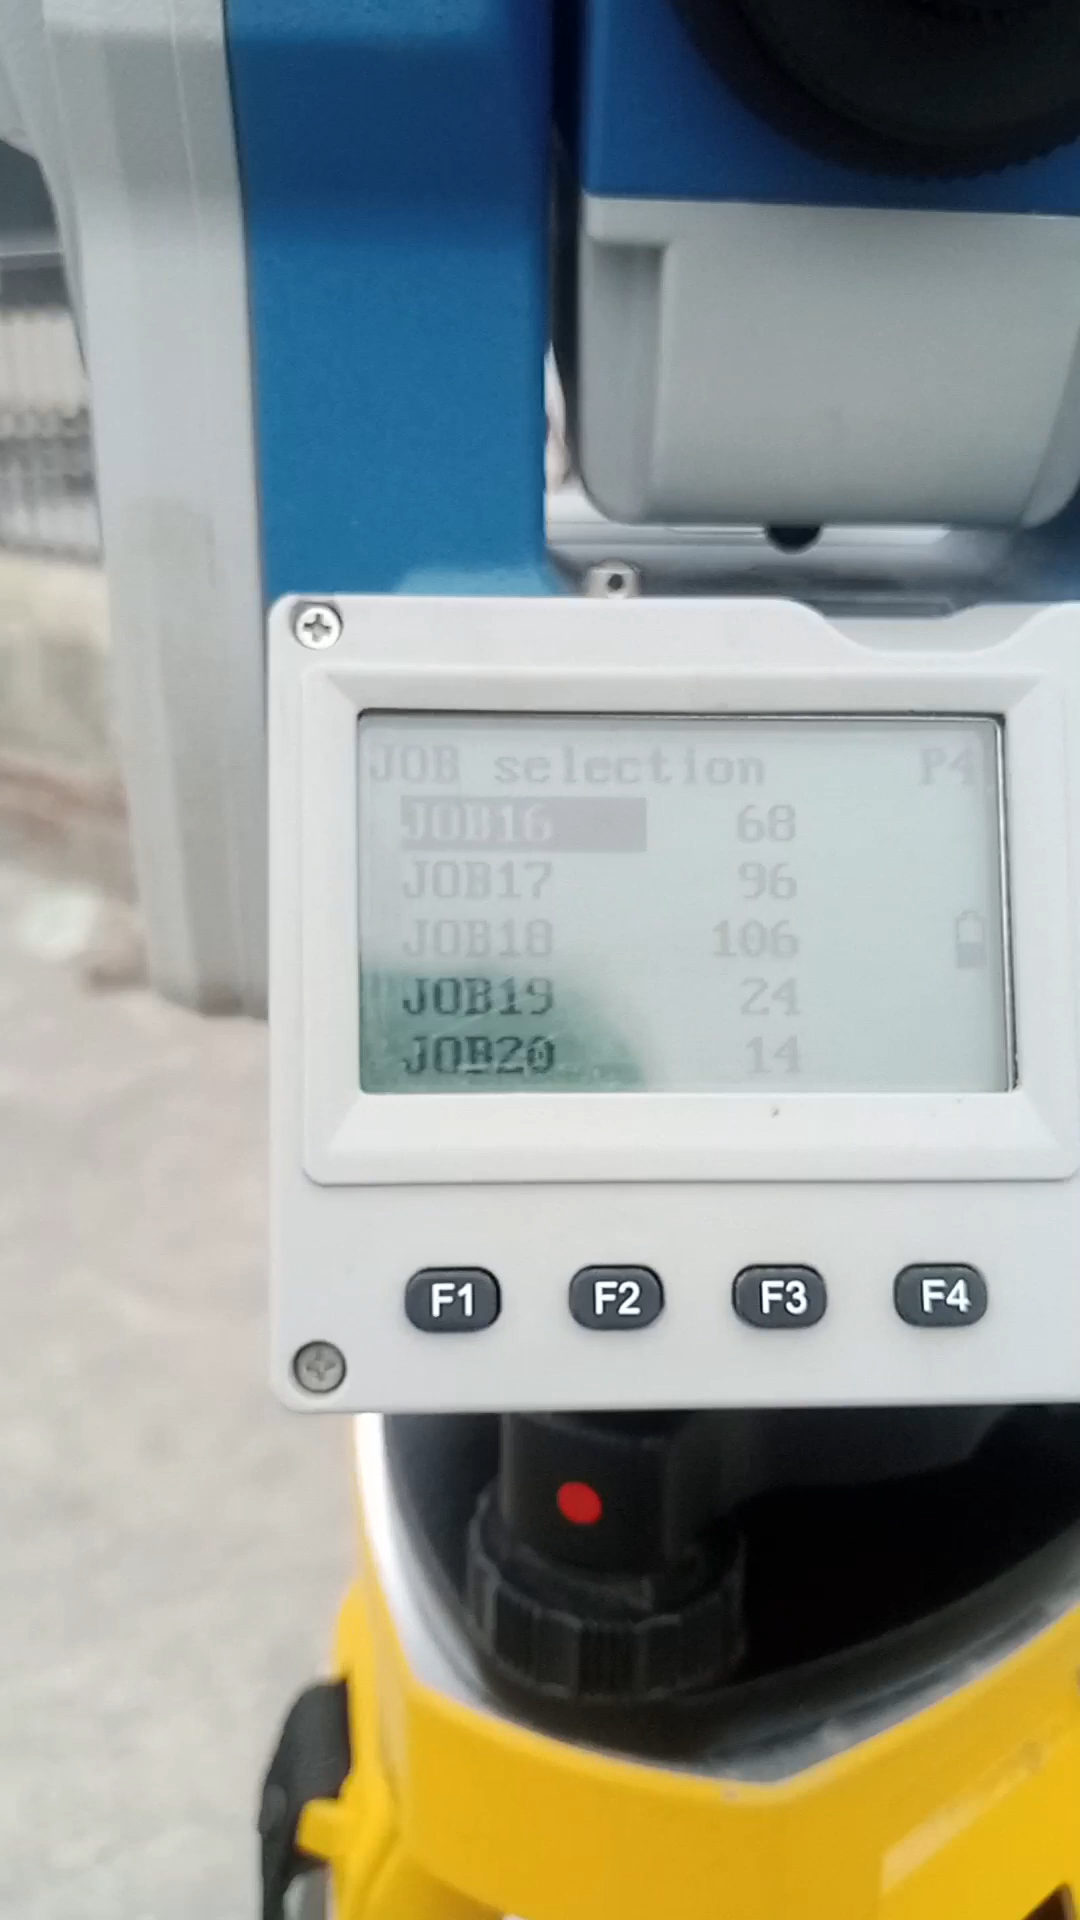 JOB selection P4
JOB16 68
JOB17 96
JOB18 106
JOB19 24
JOB20 14
F1 F2 F3 F4